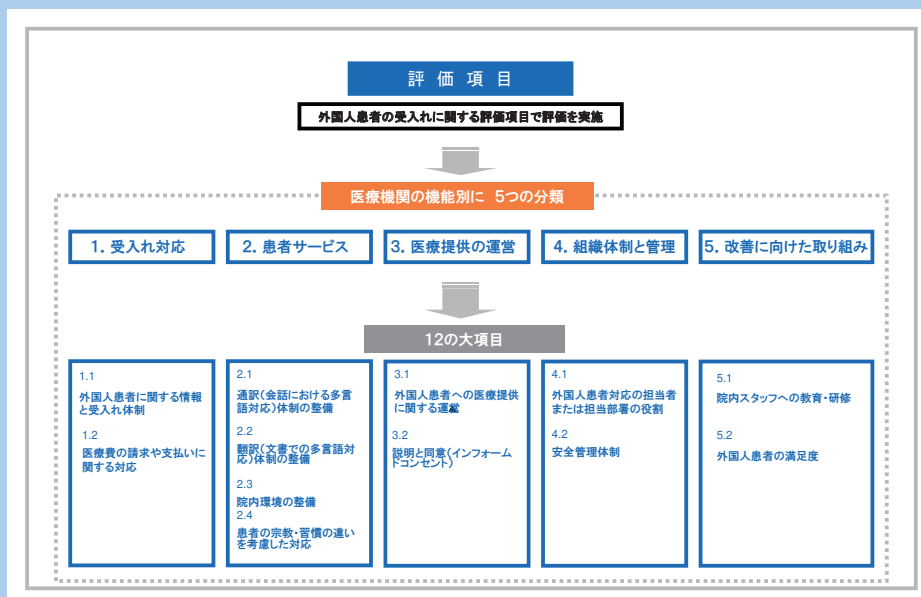 評価項目
外国人患者の受入れに関する評価項目で評価を実施
医療機関の機能別に 5つの分類
1. 受入れ対応
2. 患者サービス
3. 医療提供の運営
4. 組織体制と管理
5. 改善に向けた取り組み
12の大項目
1.1
外国人患者に関する情報
と受入れ体制
1.2
医療費の請求や支払いに
関する対応
2.1
通訳(会話における多言
語対応)体制の整備
2.2
翻訳(文書での多言語対
応)体制の整備
2.3
院内環境の整備
2.4
患者の宗教・習慣の違い
を考慮した対応
3.1
外国人患者への医療提供
に関する運営
3.2
説明と同意(インフォーム
ドコンセント)
4.1
外国人患者対応の担当者
または担当部署の役割
4.2
安全管理体制
5.1
院内スタッフへの教育・研修
5.2
外国人患者の満足度